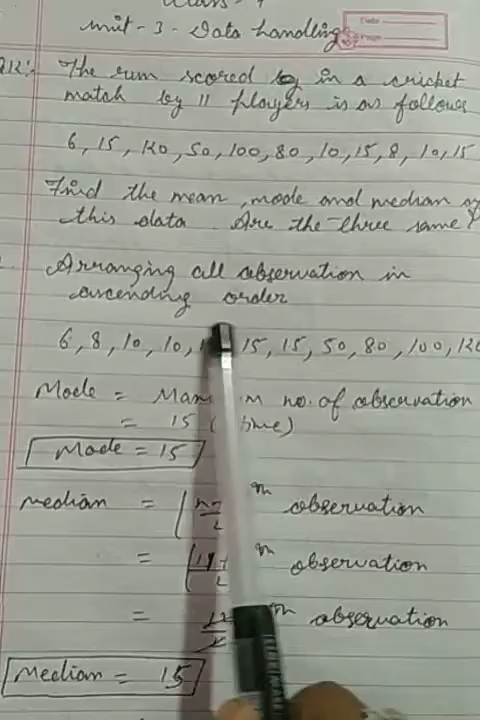 Unit - 3 - Data handling
Date
Q12:- The run scored by in a cricket
match by 11 players is as follows
6, 15, 120, 50, 100, 80, 10, 15, 8, 10, 15
Find the mean, mode and median of
this data. Are the three same?
Arranging all observation in
ascending order
6, 8, 10, 10, 15, 15, 50, 80, 100, 12
Mode = no. of observation
= 15 (
Mode = 15
median = observation
= observation
= observation
Median = 15